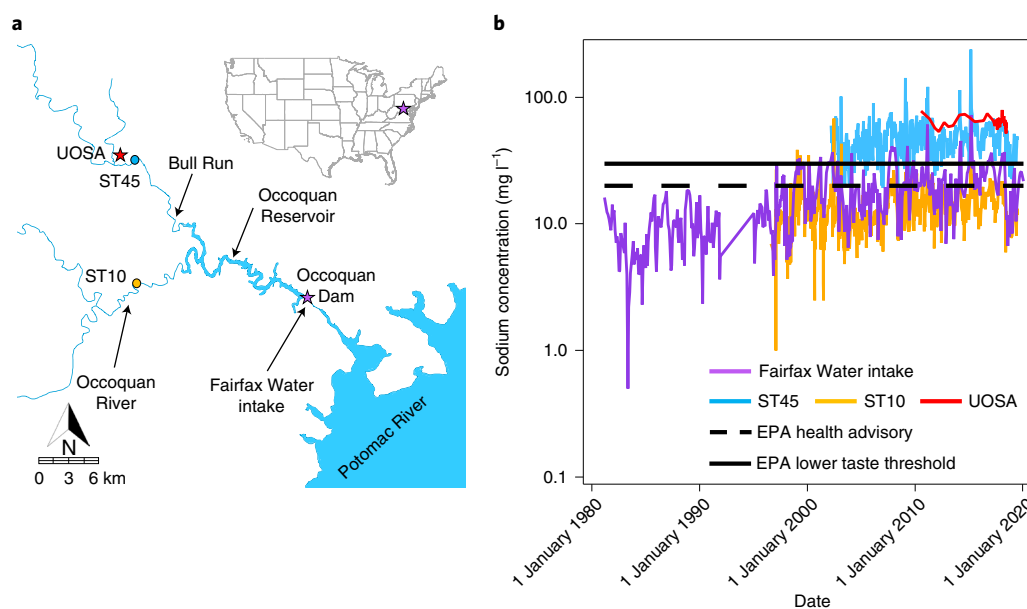 a
UOSA
ST45
Bull Run
Occoquan
Reservoir
ST10
Occoquan
Dam
Occoquan
River
Fairfax Water
intake
Potomac River
N
0 3 6 km
b
Sodium concentration (mg l⁻¹)
100.0
10.0
1.0
0.1
Fairfax Water intake
ST45 ST10 UOSA
EPA health advisory
EPA lower taste threshold
1 January 1980
1 January 1990
1 January 2000
1 January 2010
1 January 2020
Date